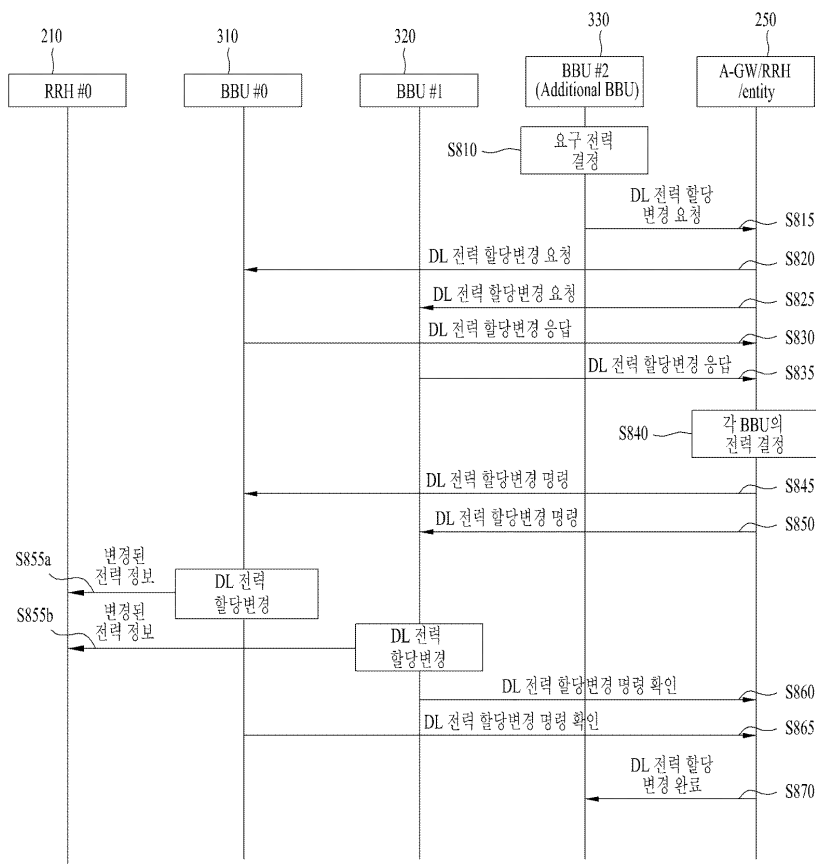 210
310
320
330
250
RRH #0
BBU #0
BBU #1
BBU #2
(Additional BBU)
A-GW/RRH
/entity
S810
요구 전력
결정
DL 전력 할당
변경 요청
S815
DL 전력 할당변경 요청
S820
DL 전력 할당변경 요청
S825
DL 전력 할당변경 응답
S830
DL 전력 할당변경 응답
S835
S840
각 BBU의
전력 결정
DL 전력 할당변경 명령
S845
DL 전력 할당변경 명령
S850
S855a
변경된
전력 정보
DL 전력
할당변경
S855b
변경된
전력 정보
DL 전력
할당변경
DL 전력 할당변경 명령 확인
S860
DL 전력 할당변경 명령 확인
S865
DL 전력 할당
변경 완료
S870